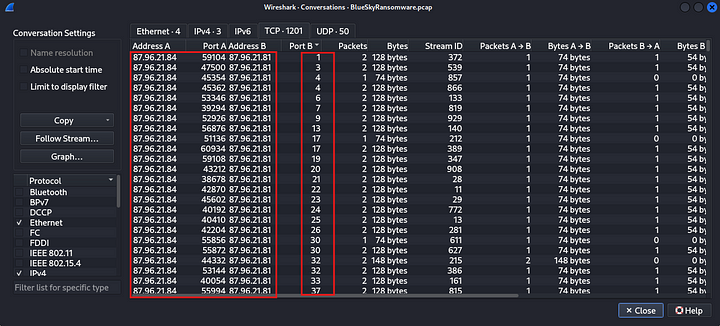 Wireshark · Conversations · BlueSkyRansomware.pcap
Conversation Settings
Name resolution
Absolute start time
Limit to display filter
Copy
Follow Stream...
Graph...
Protocol
Bluetooth
BPv7
DCCP
Ethernet
FC
FDDI
IEEE 802.11
IEEE 802.15.4
IPv4
Filter list for specific type
Ethernet · 4 IPv4 · 3 IPv6 TCP · 1201 UDP · 50
Address A Port A Address B Port B Packets Bytes Stream ID Packets A → B Bytes A → B Packets B → A Bytes B
87.96.21.84 59104 87.96.21.81 1 2 128 bytes 372 1 74 bytes 1 54 by
87.96.21.84 47500 87.96.21.81 3 2 128 bytes 539 1 74 bytes 1 54 by
87.96.21.84 45354 87.96.21.81 4 1 74 bytes 857 1 74 bytes 0 0 by
87.96.21.84 45362 87.96.21.81 4 2 128 bytes 866 1 74 bytes 1 54 by
87.96.21.84 53346 87.96.21.81 6 2 128 bytes 133 1 74 bytes 1 54 by
87.96.21.84 39294 87.96.21.81 7 2 128 bytes 819 1 74 bytes 1 54 by
87.96.21.84 52926 87.96.21.81 9 2 128 bytes 929 1 74 bytes 1 54 by
87.96.21.84 56876 87.96.21.81 13 2 128 bytes 140 1 74 bytes 1 54 by
87.96.21.84 51136 87.96.21.81 17 1 74 bytes 212 1 74 bytes 0 0 by
87.96.21.84 60934 87.96.21.81 17 2 128 bytes 389 1 74 bytes 1 54 by
87.96.21.84 59108 87.96.21.81 19 2 128 bytes 347 1 74 bytes 1 54 by
87.96.21.84 43212 87.96.21.81 20 2 128 bytes 908 1 74 bytes 1 54 by
87.96.21.84 38678 87.96.21.81 21 2 128 bytes 28 1 74 bytes 1 54 by
87.96.21.84 42870 87.96.21.81 22 2 128 bytes 11 1 74 bytes 1 54 by
87.96.21.84 45602 87.96.21.81 23 2 128 bytes 29 1 74 bytes 1 54 by
87.96.21.84 40192 87.96.21.81 24 2 128 bytes 772 1 74 bytes 1 54 by
87.96.21.84 40410 87.96.21.81 25 2 128 bytes 13 1 74 bytes 1 54 by
87.96.21.84 42204 87.96.21.81 26 2 128 bytes 281 1 74 bytes 1 54 by
87.96.21.84 55856 87.96.21.81 30 1 74 bytes 611 1 74 bytes 0 0 by
87.96.21.84 55872 87.96.21.81 30 2 128 bytes 627 1 74 bytes 1 54 by
87.96.21.84 44332 87.96.21.81 32 2 148 bytes 215 2 148 bytes 0 0 by
87.96.21.84 53144 87.96.21.81 32 2 128 bytes 386 1 74 bytes 1 54 by
87.96.21.84 40054 87.96.21.81 33 2 128 bytes 161 1 74 bytes 1 54 by
87.96.21.84 55994 87.96.21.81 37 2 128 bytes 815 1 74 bytes 1 54 by
Close Help